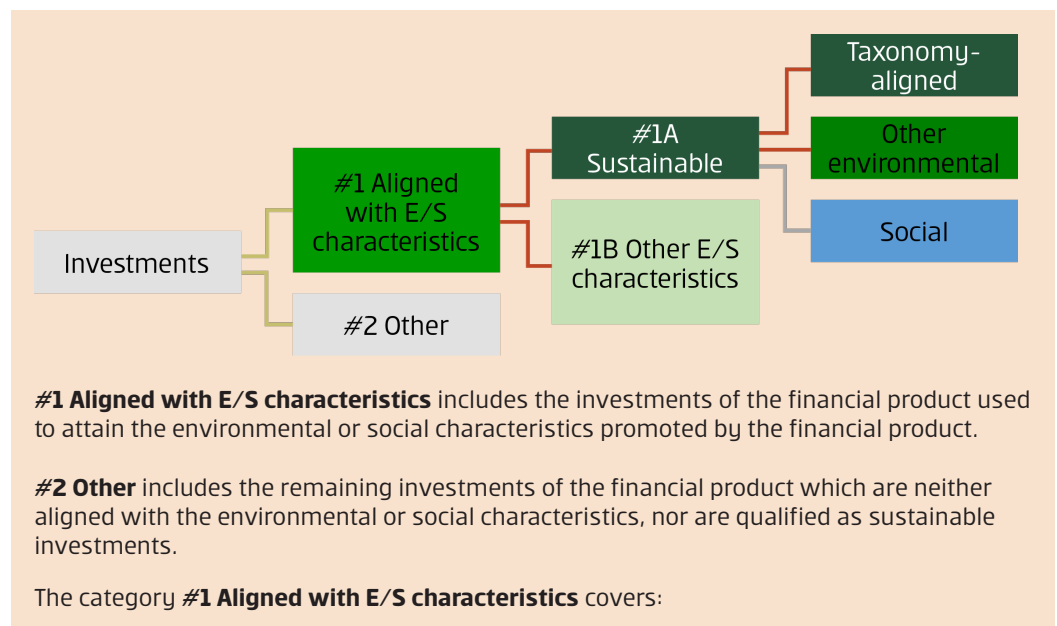 Taxonomy-
aligned
#1A
Sustainable
Other
environmental
#1 Aligned
with E/S
characteristics
Social
#1B Other E/S
characteristics
Investments
#2 Other
#1 Aligned with E/S characteristics includes the investments of the financial product used
to attain the environmental or social characteristics promoted by the financial product.
#2 Other includes the remaining investments of the financial product which are neither
aligned with the environmental or social characteristics, nor are qualified as sustainable
investments.
The category #1 Aligned with E/S characteristics covers: